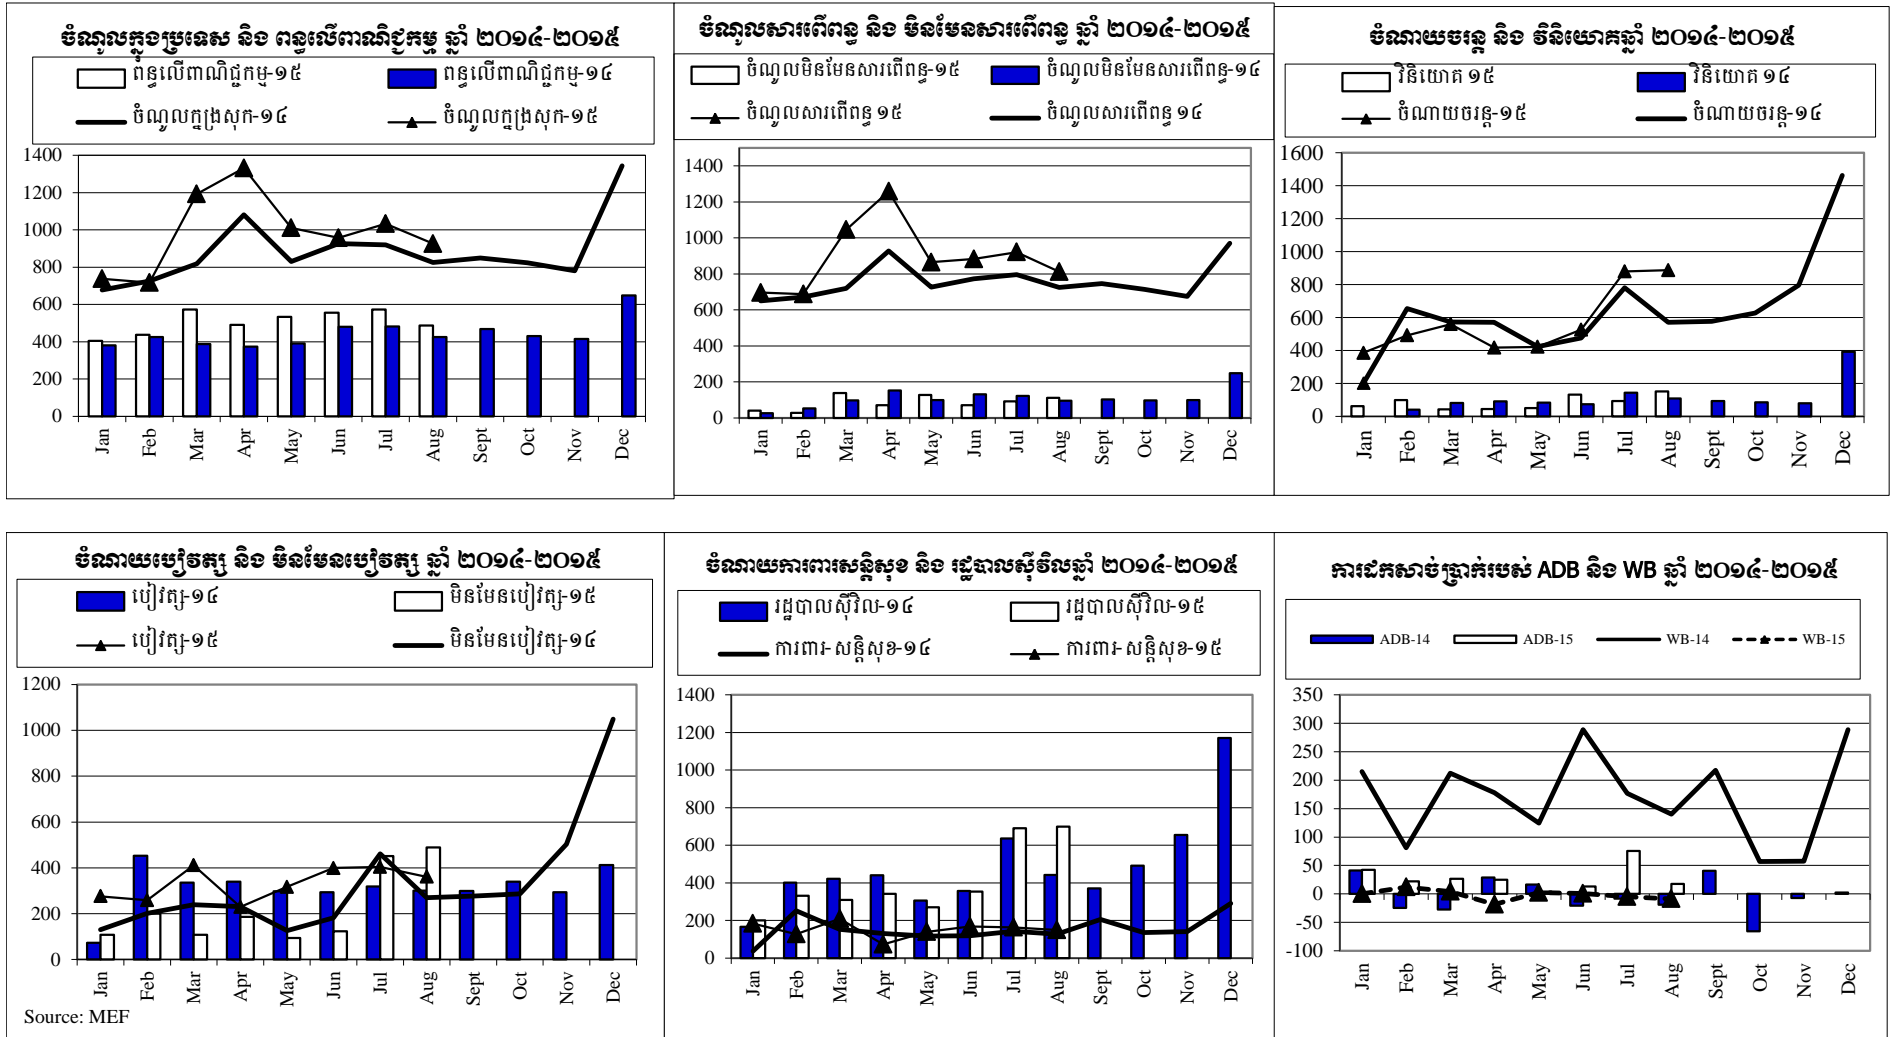 ចំណូលក្នុងប្រទេស និង ពន្ធលើពាណិជ្ជកម្ម ឆ្នាំ ២០១៤-២០១៥
ពន្ធលើពាណិជ្ជកម្ម-១៥
ពន្ធលើពាណិជ្ជកម្ម-១៤
ចំណូលក្នុងស្រុក-១៤
ចំណូលក្នុងស្រុក-១៥
1400
1200
1000
800
600
400
200
0
Jan Feb Mar Apr May Jun Jul Aug Sept Oct Nov Dec
ចំណូលសារពើពន្ធ និង មិនមែនសារពើពន្ធ ឆ្នាំ ២០១៤-២០១៥
ចំណូលមិនមែនសារពើពន្ធ-១៥
ចំណូលមិនមែនសារពើពន្ធ-១៤
ចំណូលសារពើពន្ធ ១៥
ចំណូលសារពើពន្ធ ១៤
1400
1200
1000
800
600
400
200
0
Jan Feb Mar Apr May Jun Jul Aug Sept Oct Nov Dec
ចំណាយចរន្ត និង វិនិយោគឆ្នាំ ២០១៤-២០១៥
វិនិយោគ ១៥
វិនិយោគ ១៤
ចំណាយចរន្ត-១៥
ចំណាយចរន្ត-១៤
1600
1400
1200
1000
800
600
400
200
0
Jan Feb Mar Apr May Jun Jul Aug Sept Oct Nov Dec
ចំណាយបៀវត្ស និង មិនមែនបៀវត្ស ឆ្នាំ ២០១៤-២០១៥
បៀវត្ស-១៤
មិនមែនបៀវត្ស-១៥
បៀវត្ស-១៥
មិនមែនបៀវត្ស-១៤
1200
1000
800
600
400
200
0
Jan Feb Mar Apr May Jun Jul Aug Sept Oct Nov Dec
Source: MEF
ចំណាយការពារសន្តិសុខ និង រដ្ឋបាលស៊ីវិលឆ្នាំ ២០១៤-២០១៥
រដ្ឋបាលស៊ីវិល-១៤
រដ្ឋបាលស៊ីវិល-១៥
ការពារ-សន្តិសុខ-១៤
ការពារ-សន្តិសុខ-១៥
1400
1200
1000
800
600
400
200
0
Jan Feb Mar Apr May Jun Jul Aug Sept Oct Nov Dec
ការដកសាច់ប្រាក់របស់ ADB និង WB ឆ្នាំ ២០១៤-២០១៥
ADB-14 ADB-15 WB-14 WB-15
350
300
250
200
150
100
50
0
-50
-100
Jan Feb Mar Apr May Jun Jul Aug Sept Oct Nov Dec